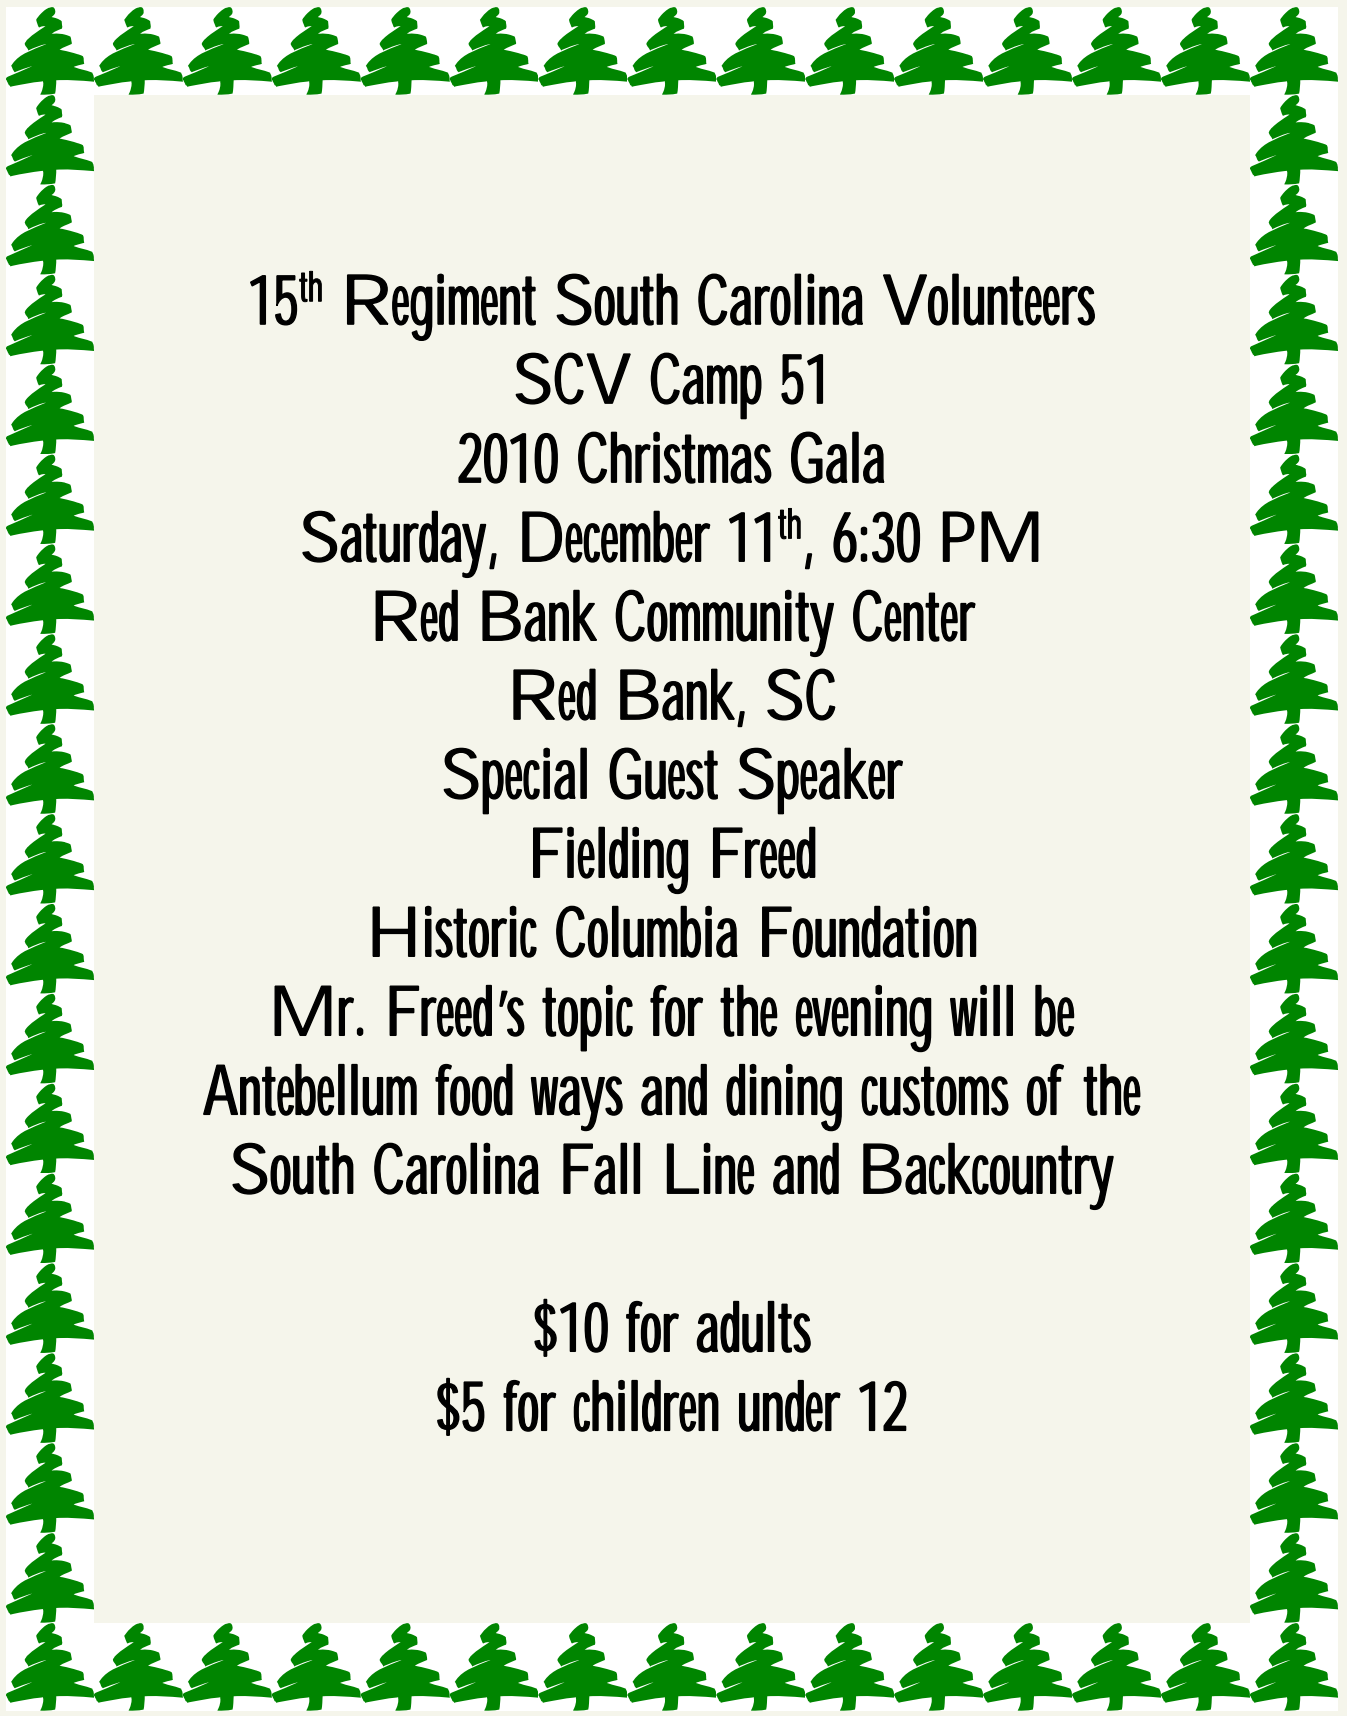 15th Regiment South Carolina Volunteers
SCV Camp 51
2010 Christmas Gala
Saturday, December 11th, 6:30 PM
Red Bank Community Center
Red Bank, SC
Special Guest Speaker
Fielding Freed
Historic Columbia Foundation
Mr. Freed’s topic for the evening will be
Antebellum food ways and dining customs of the
South Carolina Fall Line and Backcountry
$10 for adults
$5 for children under 12